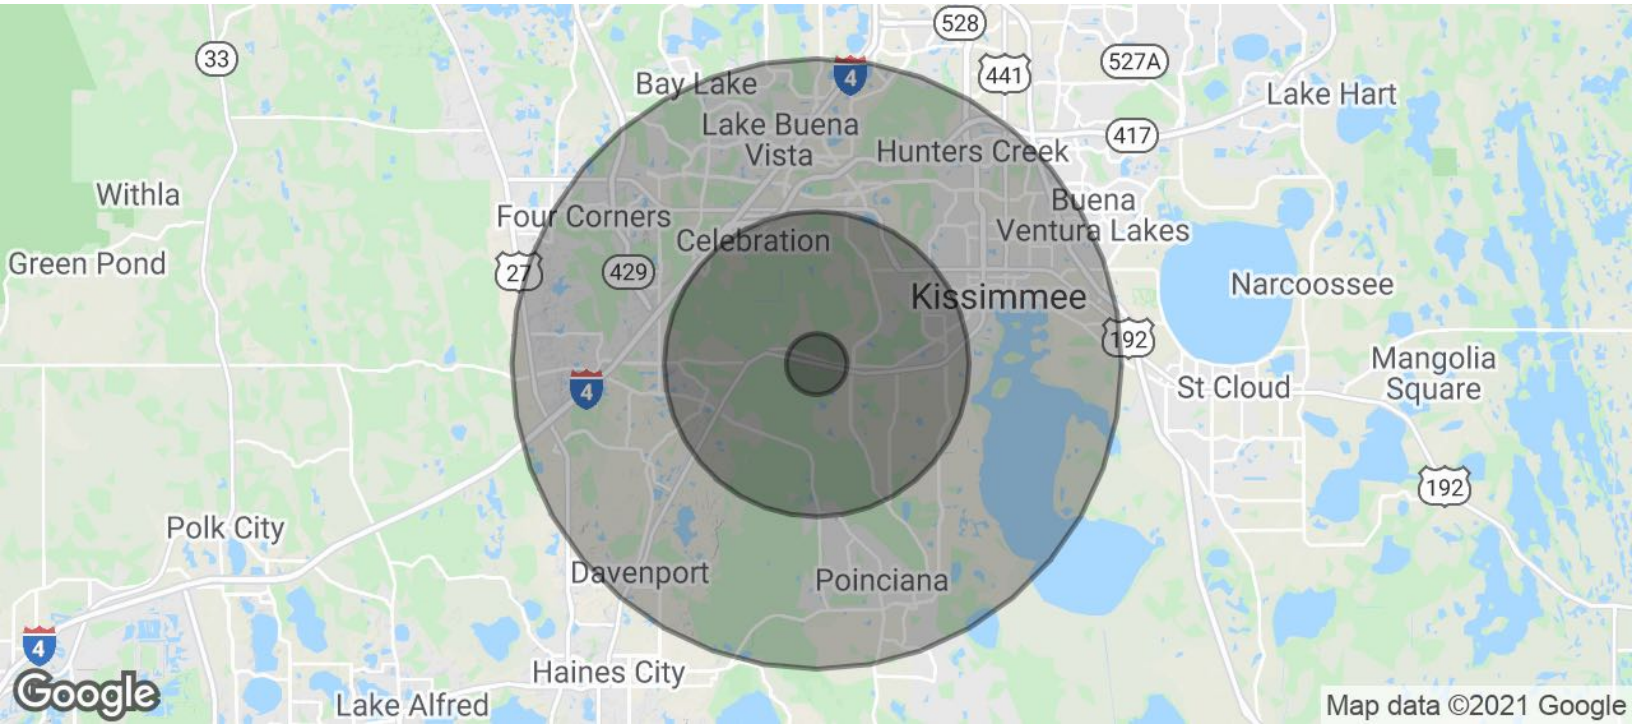 528
33
441
527A
4
Bay Lake
Lake Hart
Lake Buena
Vista
417
Hunters Creek
Withla
Buena
Ventura Lakes
Four Corners
Celebration
Green Pond
27
429
Narcoossee
Kissimmee
192
Mangolia
Square
St Cloud
4
192
Polk City
Davenport
Poinciana
4
Haines City
Google
Lake Alfred
Map data ©2021 Google